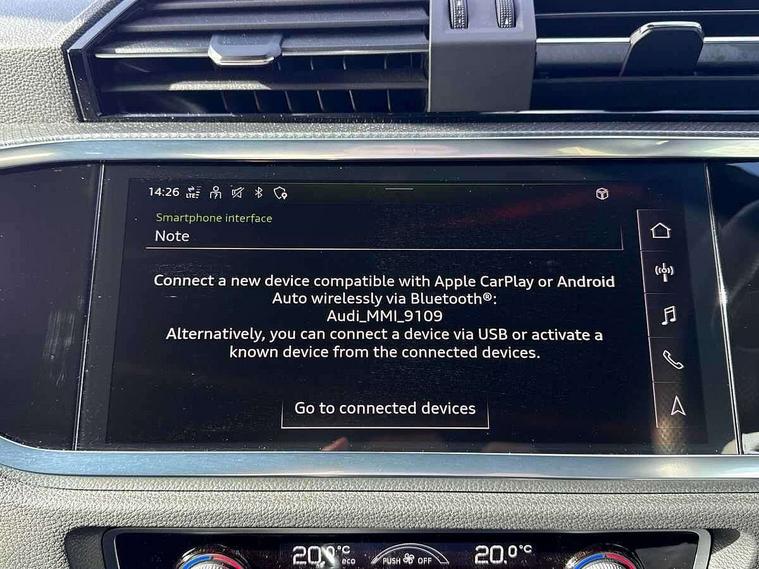 14:26 LTE
Smartphone interface
Note
Connect a new device compatible with Apple CarPlay or Android
Auto wirelessly via Bluetooth®:
Audi_MMI_9109
Alternatively, you can connect a device via USB or activate a
known device from the connected devices.
Go to connected devices
20.0°C eco PUSH OFF 20.0°C